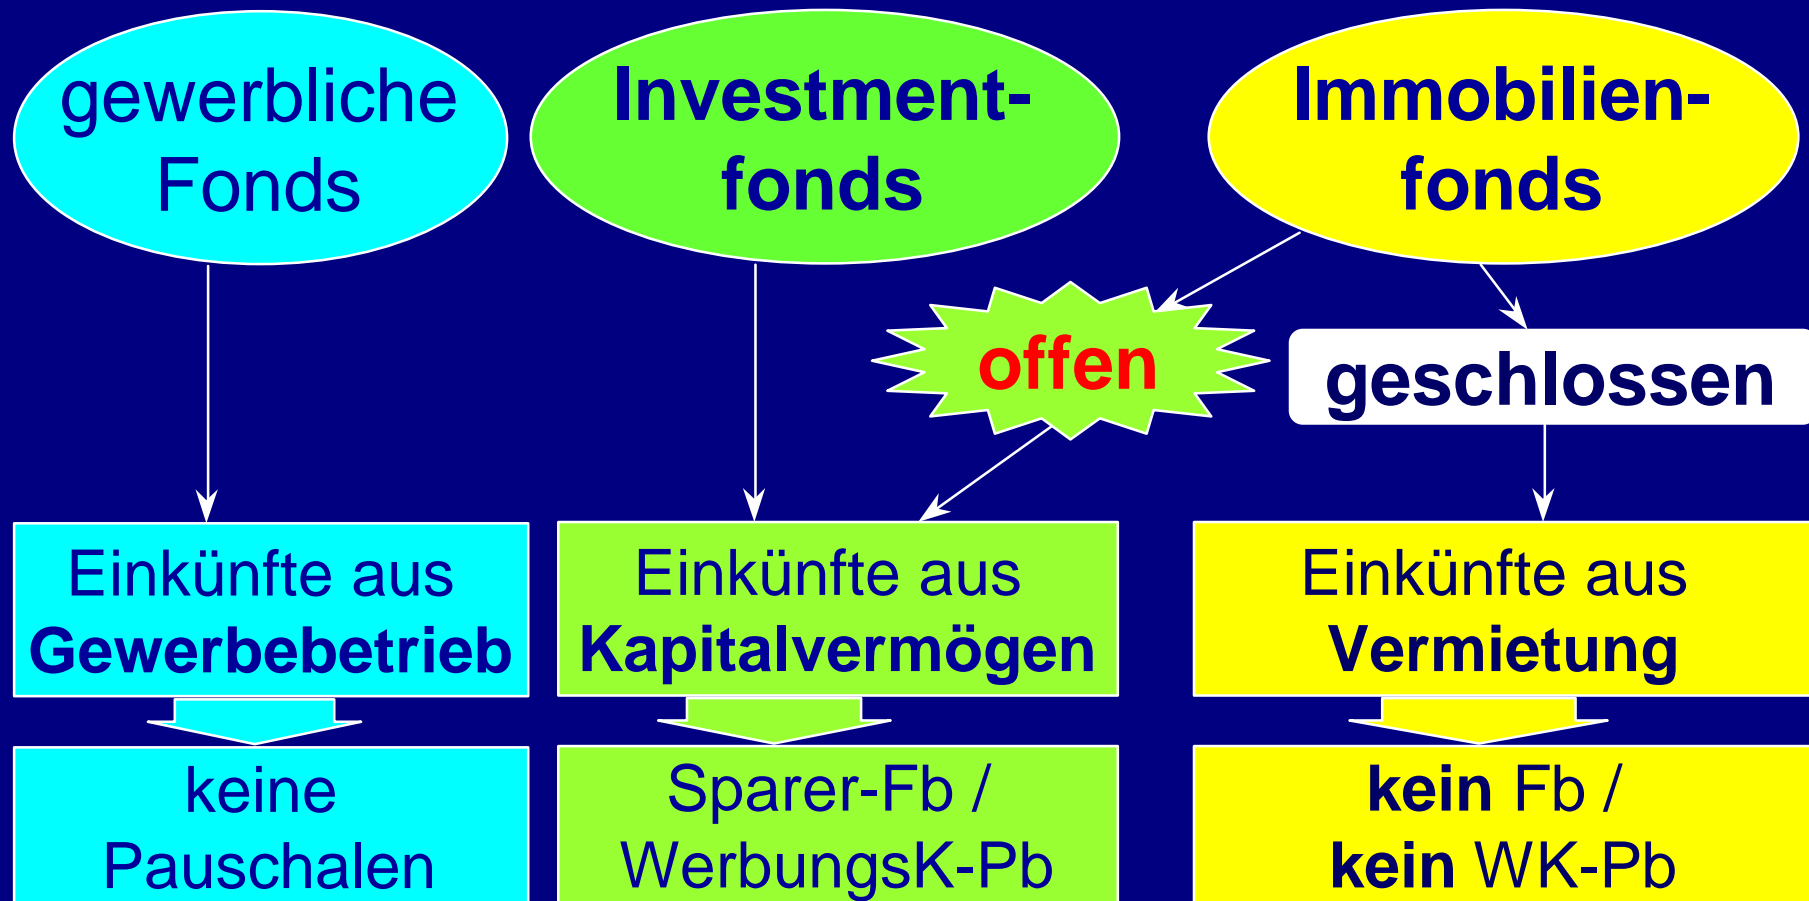 gewerbliche
Fonds
Investment-
fonds
Immobilien-
fonds
offen
geschlossen
Einkünfte aus
Gewerbebetrieb
Einkünfte aus
Kapitalvermögen
Einkünfte aus
Vermietung
keine
Pauschalen
Sparer-Fb /
WerbungsK-Pb
kein Fb /
kein WK-Pb